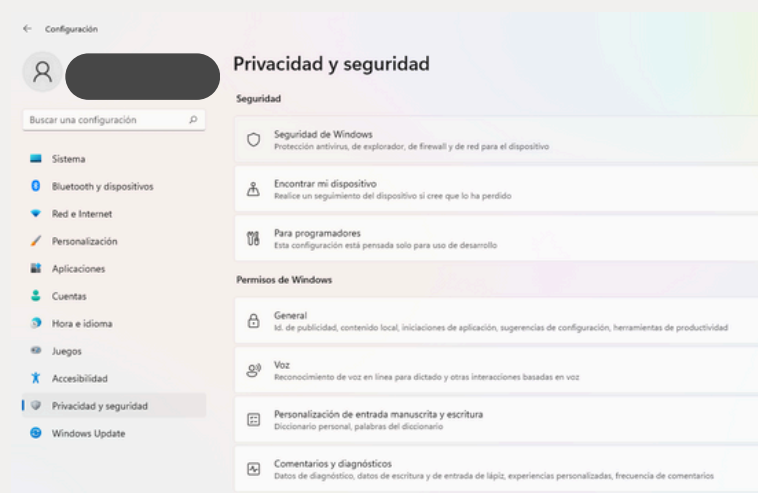 Configuración
Buscar una configuración
Sistema
Bluetooth y dispositivos
Red e Internet
Personalización
Aplicaciones
Cuentas
Hora e idioma
Juegos
Accesibilidad
Privacidad y seguridad
Windows Update
Privacidad y seguridad
Seguridad
Seguridad de Windows
Protección antivirus, de explorador, de firewall y de red para el dispositivo
Encontrar mi dispositivo
Realice un seguimiento del dispositivo si cree que lo ha perdido
Para programadores
Esta configuración está pensada solo para uso de desarrollo
Permisos de Windows
General
Id. de publicidad, contenido local, iniciaciones de aplicación, sugerencias de configuración, herramientas de productividad
Voz
Reconocimiento de voz en línea para dictado y otras interacciones basadas en voz
Personalización de entrada manuscrita y escritura
Diccionario personal, palabras del diccionario
Comentarios y diagnósticos
Datos de diagnóstico, datos de escritura y de entrada de lápiz, experiencias personalizadas, frecuencia de comentarios